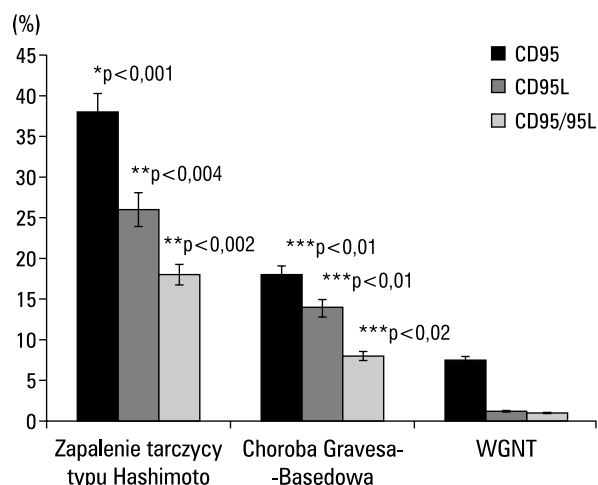 (%)
45
40
35
30
25
20
15
10
5
0
*p<0,001
**p<0,004
**p<0,002
***p<0,01
***p<0,01
***p<0,02
CD95
CD95L
CD95/95L
Zapalenie tarczycy
typu Hashimoto
Choroba Gravesa-
-Basedowa
WGNT